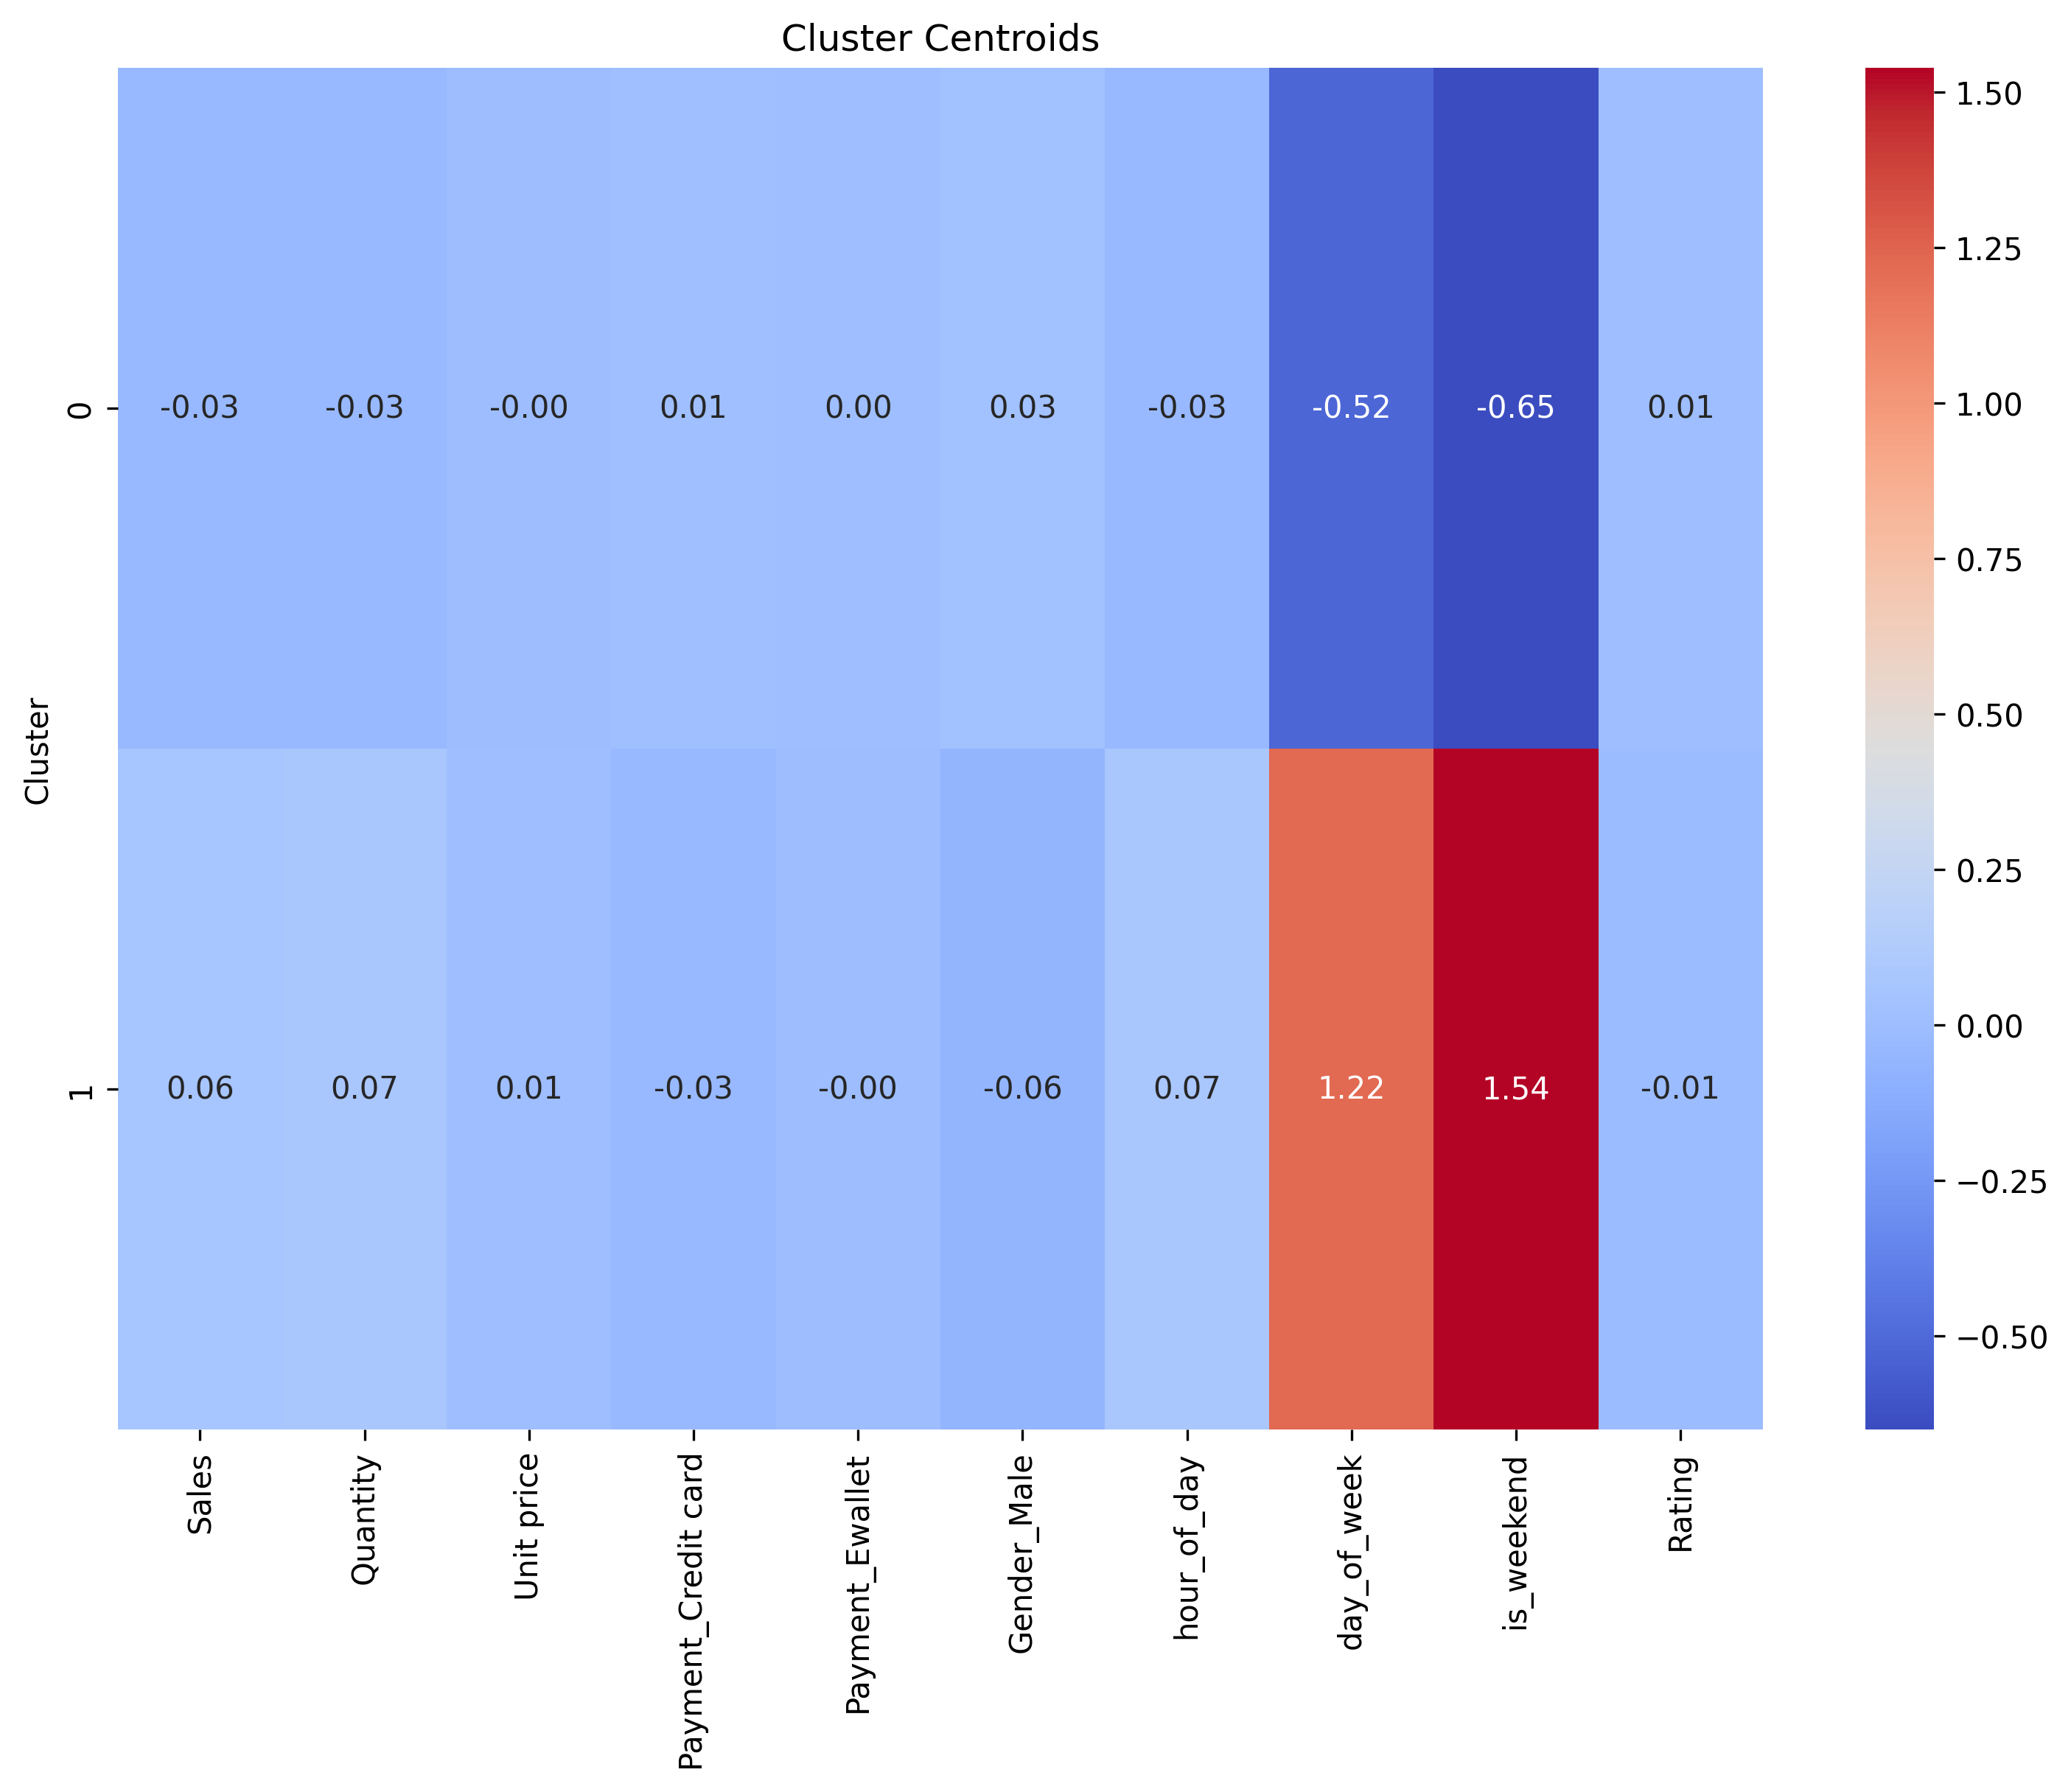 Cluster Centroids
Cluster
0
-0.03 -0.03 -0.00 0.01 0.00 0.03 -0.03 -0.52 -0.65 0.01
1
0.06 0.07 0.01 -0.03 -0.00 -0.06 0.07 1.22 1.54 -0.01
Sales
Quantity
Unit price
Payment_Credit card
Payment_Ewallet
Gender_Male
hour_of_day
day_of_week
is_weekend
Rating
1.50
1.25
1.00
0.75
0.50
0.25
0.00
−0.25
−0.50